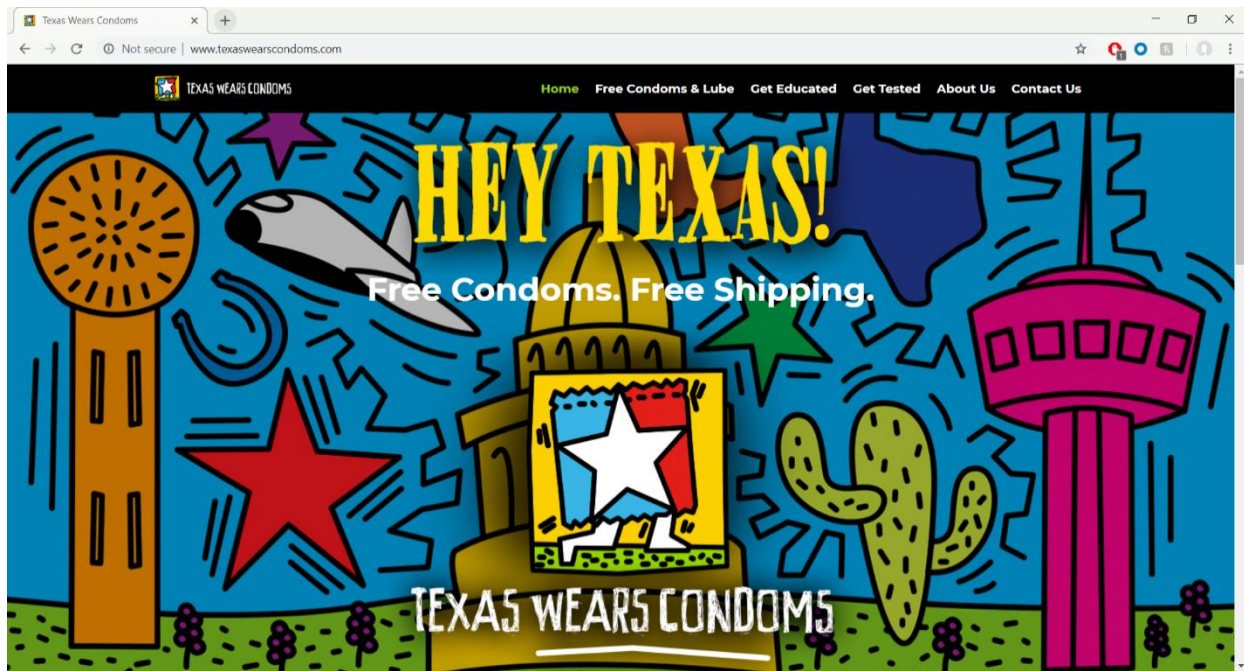 Texas Wears Condoms
Not secure | www.texaswearscondoms.com
1
TEXAS WEARS CONDOMS
Home Free Condoms & Lube Get Educated Get Tested About Us Contact Us
HEY TEXAS!
Free Condoms. Free Shipping.
TEXAS WEARS CONDOMS